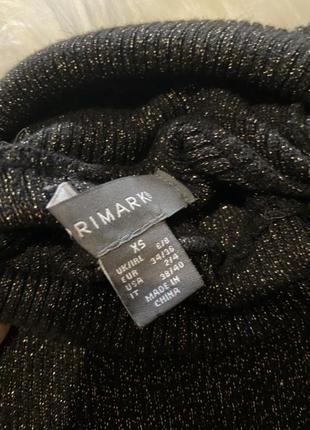 PRIMARK®
XS
UK/IRL 6/8
EUR 34/36
USA 2/4
IT 38/40
MADE IN
CHINA